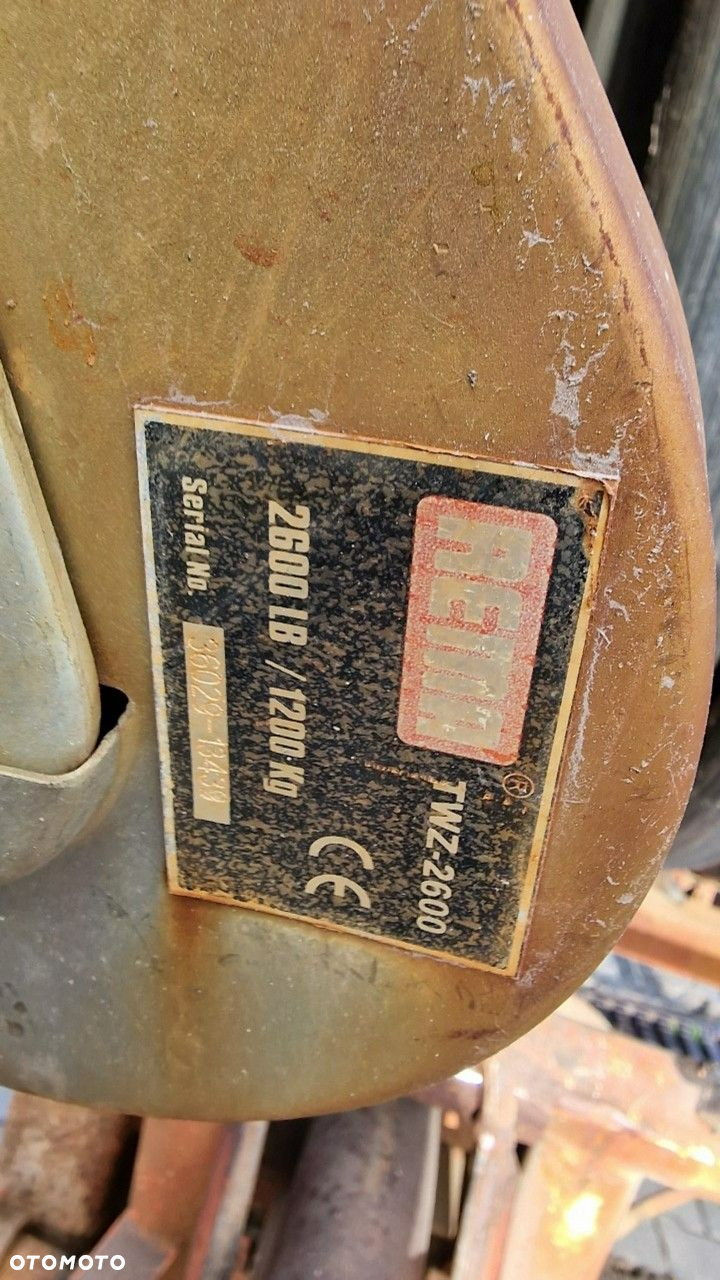 REMA® TWZ-2600
2600 LB / 1200 Kg
CE
Serial No. 36029-13439
OTOMOTO